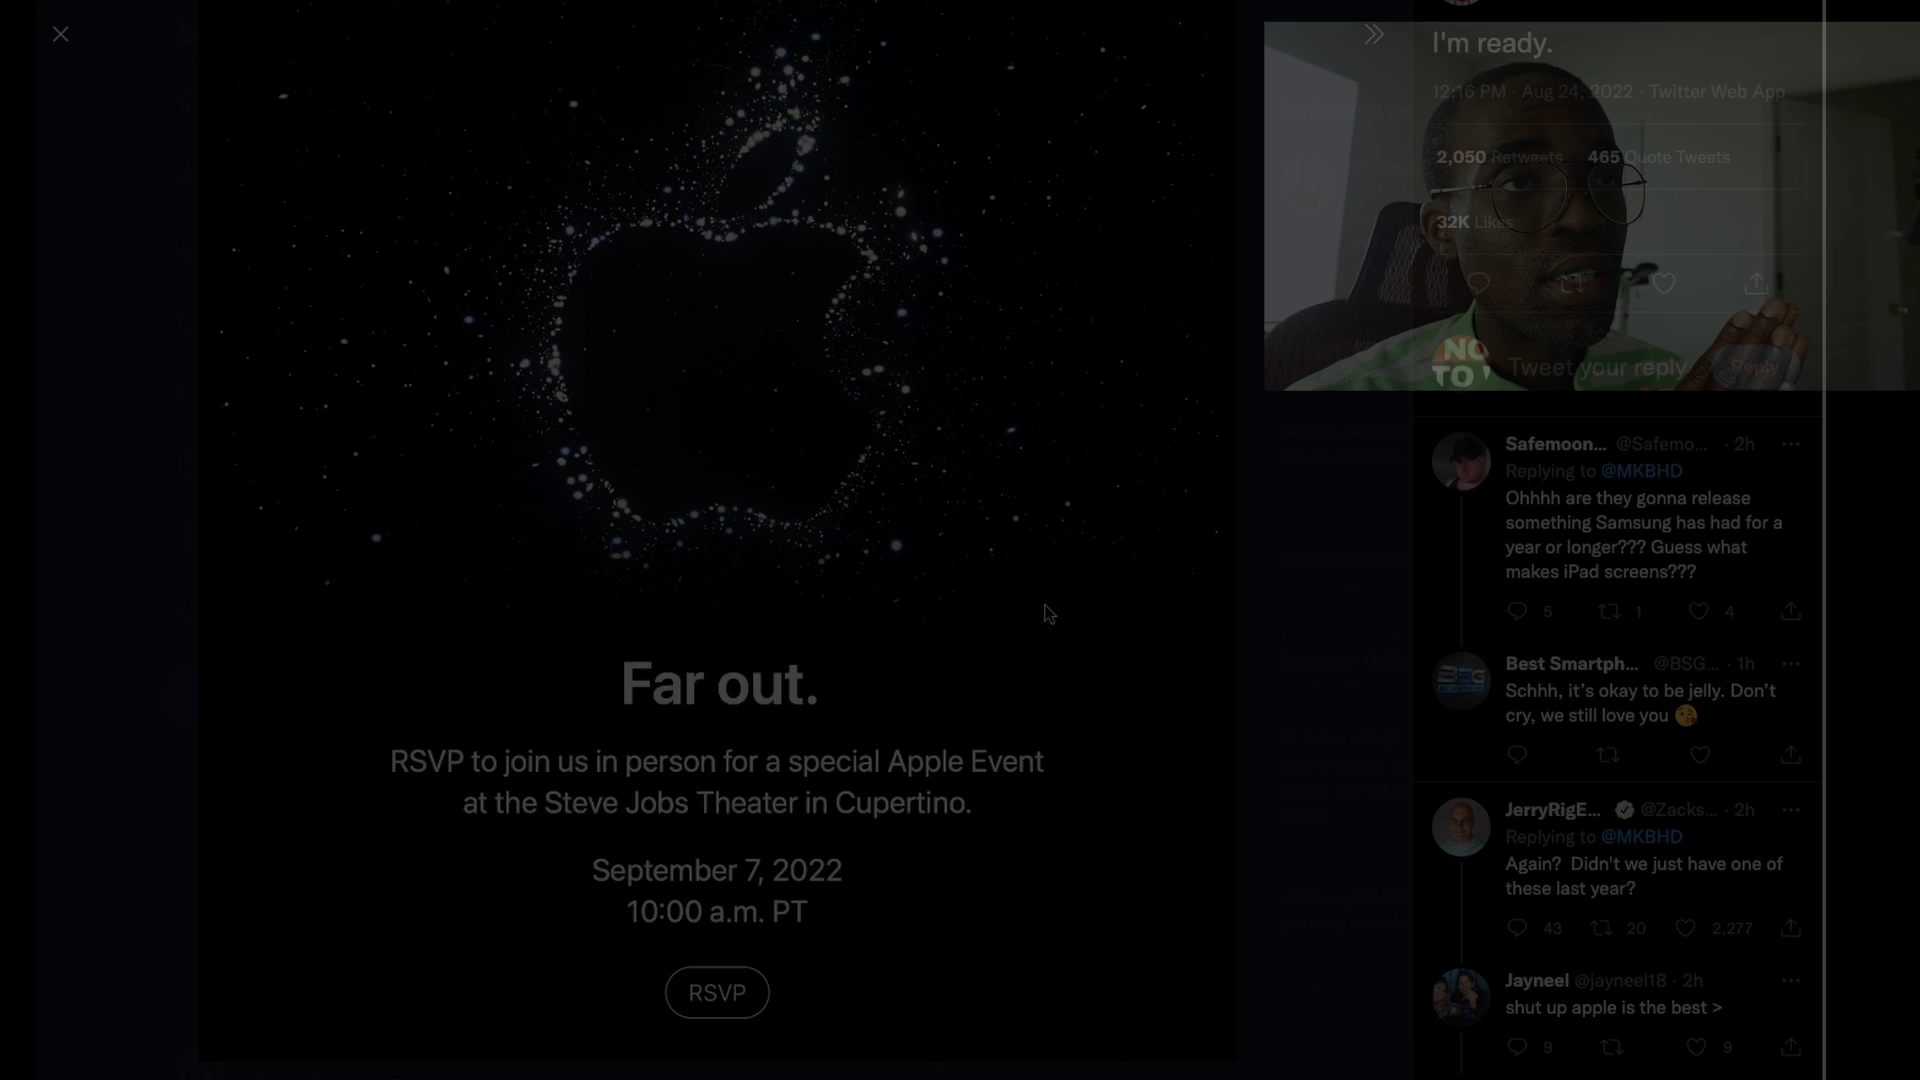 Far out.
RSVP to join us in person for a special Apple Event
at the Steve Jobs Theater in Cupertino.
September 7, 2022
10:00 a.m. PT
RSVP
I'm ready.
12:16 PM · Aug 24, 2022 · Twitter Web App
2,050 Retweets 465 Quote Tweets
32K Likes
NO
TO
Tweet your reply
Reply
Safemoon... @Safemo... · 2h
Replying to @MKBHD
Ohhhh are they gonna release
something Samsung has had for a
year or longer??? Guess what
makes iPad screens???
5 1 4
Best Smartph... @BSG... · 1h
Schhh, it's okay to be jelly. Don't
cry, we still love you 😘
JerryRigE... @Zacks... · 2h
Replying to @MKBHD
Again? Didn't we just have one of
these last year?
43 20 2,277
Jayneel @jayneel18 · 2h
shut up apple is the best >
9 9